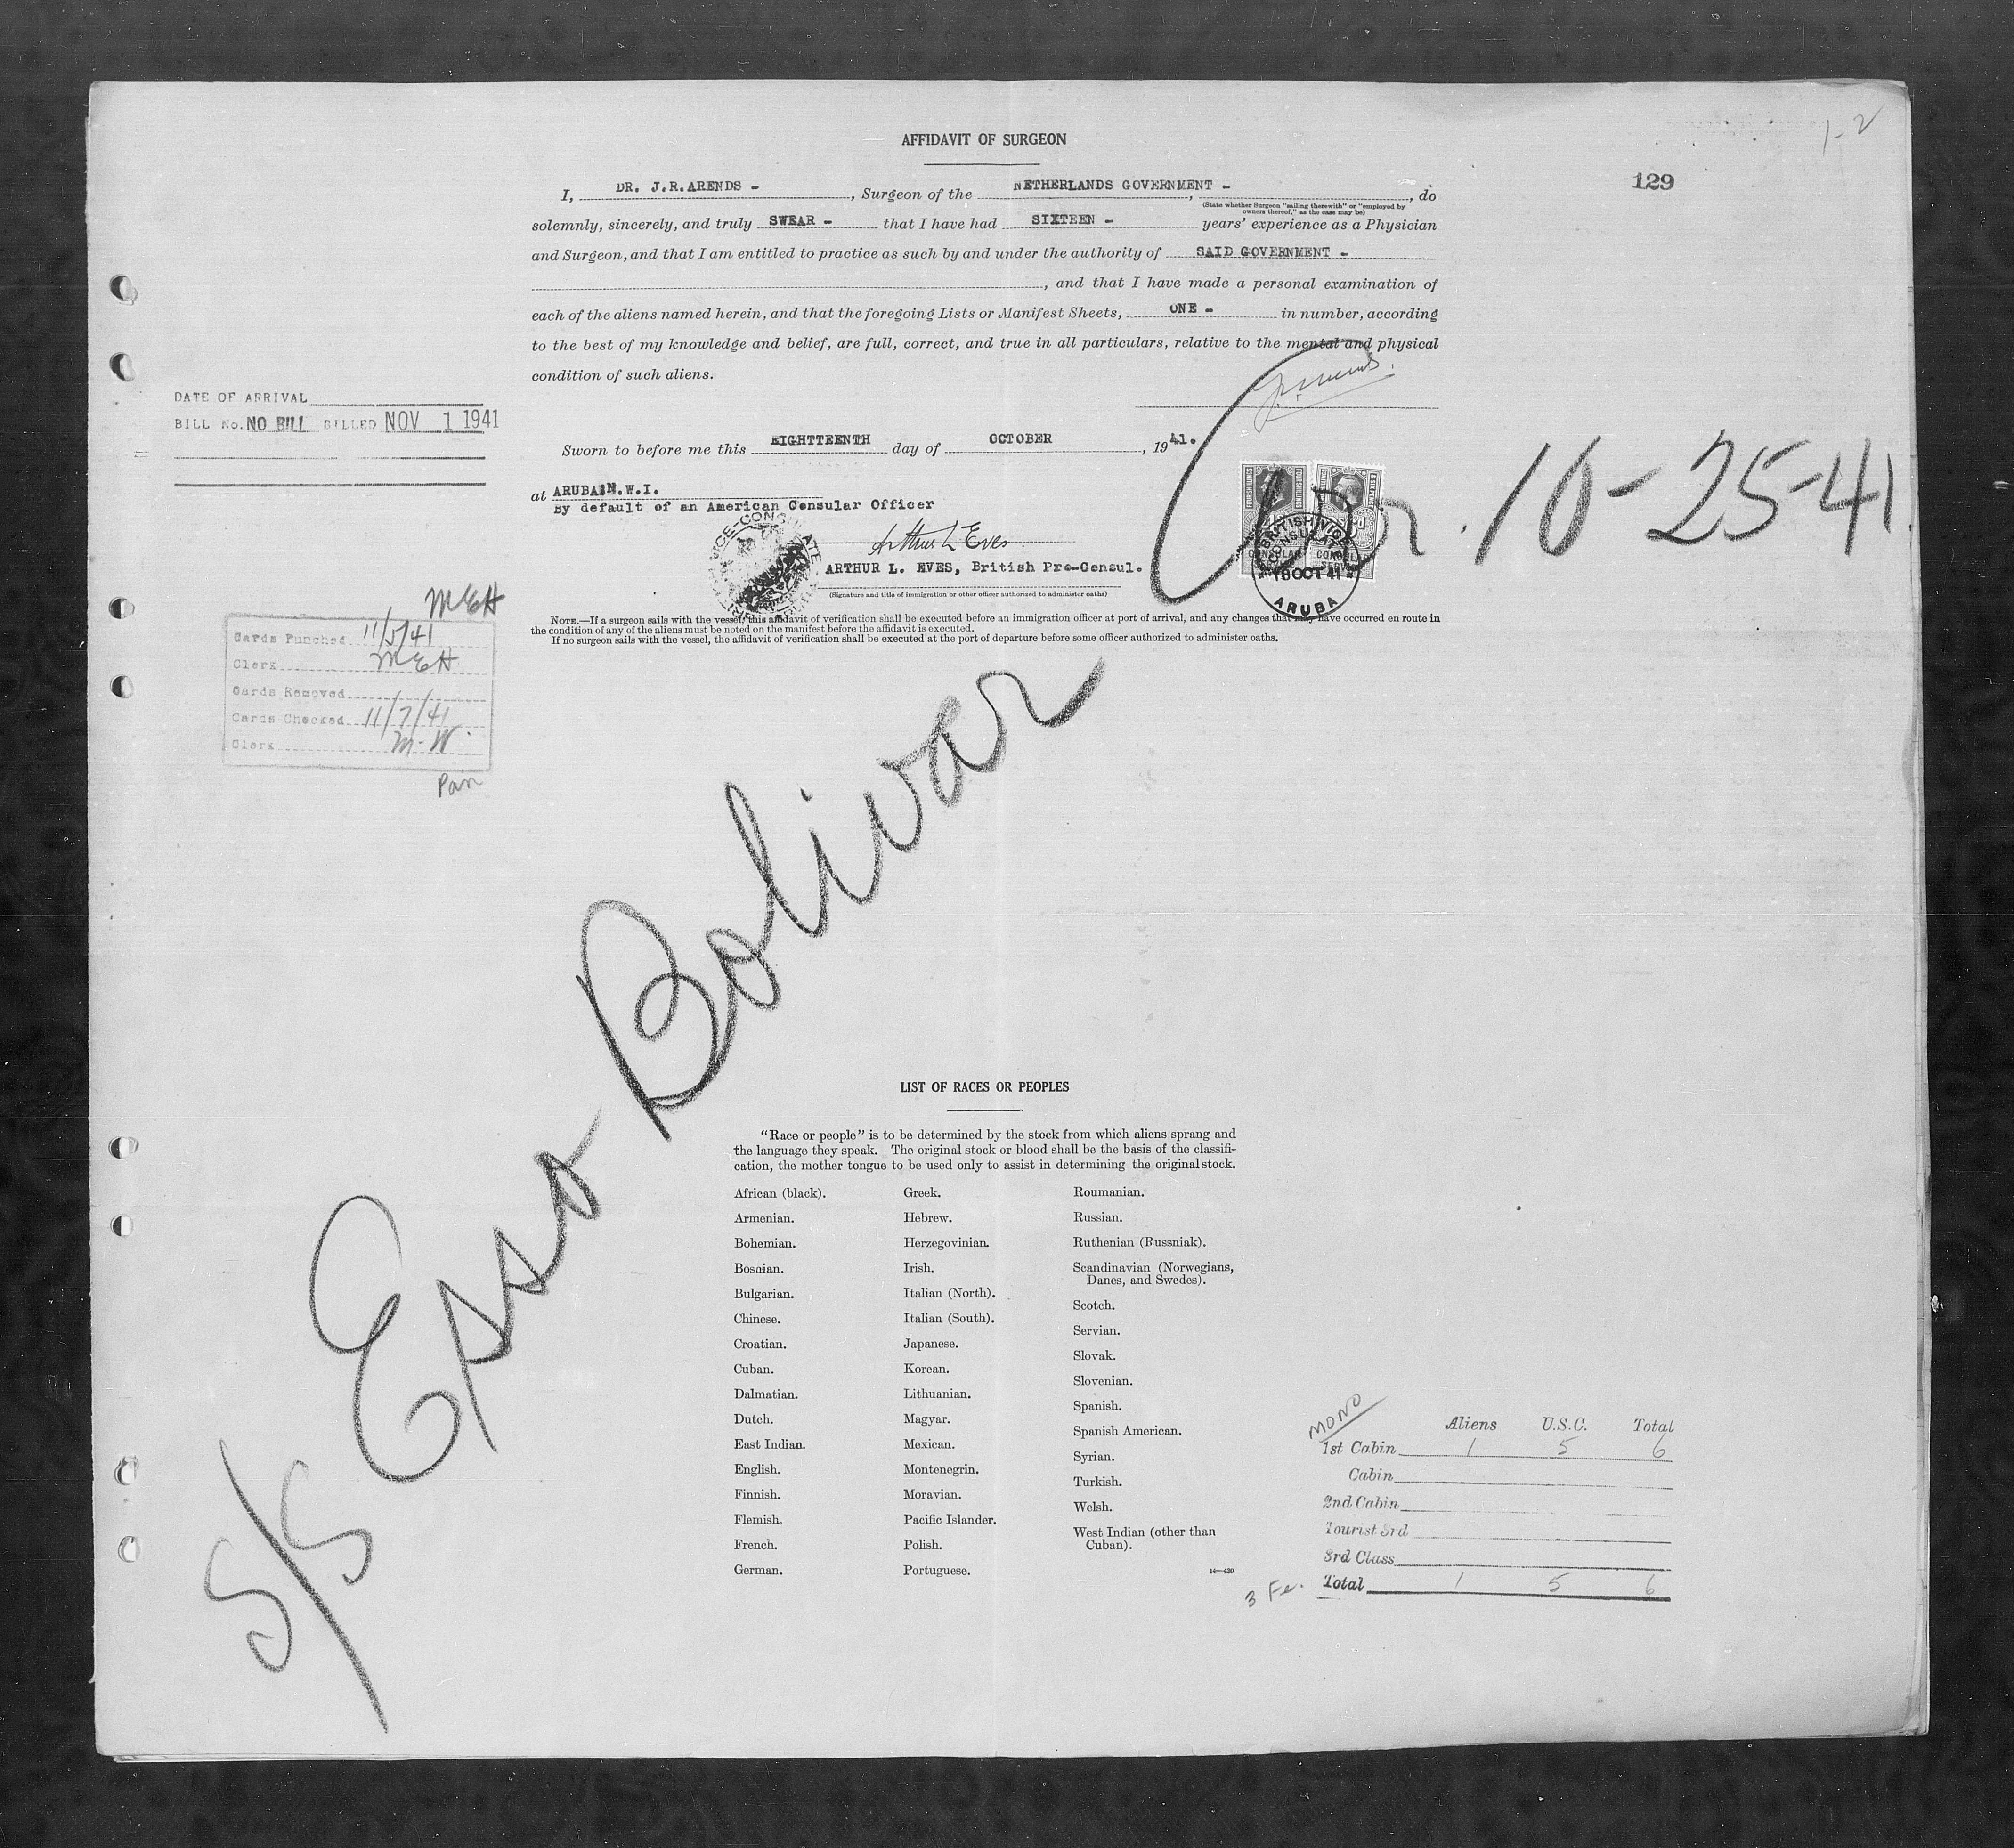 1-2
AFFIDAVIT OF SURGEON
129
I, DR. J.R.ARENDS - , Surgeon of the NETHERLANDS GOVERNMENT - , , do
(State whether Surgeon "sailing therewith" or "employed by
owners thereof," as the case may be)
solemnly, sincerely, and truly SWEAR - that I have had SIXTEEN - years' experience as a Physician
and Surgeon, and that I am entitled to practice as such by and under the authority of SAID GOVERNMENT -
, and that I have made a personal examination of
each of the aliens named herein, and that the foregoing Lists or Manifest Sheets, ONE - in number, according
to the best of my knowledge and belief, are full, correct, and true in all particulars, relative to the mental and physical
condition of such aliens.
DATE OF ARRIVAL
BILL No. NO BILL BILLED NOV 1 1941
Sworn to before me this EIGHTTEENTH day of OCTOBER , 19 41.
10-25-41
at ARUBA N.W.I.
By default of an American Consular Officer
Arthur L Eves
ARTHUR L. EVES, British Pro-Consul.
(Signature and title of immigration or other officer authorized to administer oaths)
BRITISH VICE
CONSULATE
18 OCT 41
ARUBA
NOTE.—If a surgeon sails with the vessel, this affidavit of verification shall be executed before an immigration officer at port of arrival, and any changes that may have occurred en route in
the condition of any of the aliens must be noted on the manifest before the affidavit is executed.
If no surgeon sails with the vessel, the affidavit of verification shall be executed at the port of departure before some officer authorized to administer oaths.
MEH
Cards Punched 11/5/41
Clerk MEH
Cards Removed
Cards Checked 11/7/41
Clerk M-W.
Pan
S/S Esso Bolivar
LIST OF RACES OR PEOPLES
"Race or people" is to be determined by the stock from which aliens sprang and
the language they speak. The original stock or blood shall be the basis of the classifi-
cation, the mother tongue to be used only to assist in determining the original stock.
African (black).
Armenian.
Bohemian.
Bosnian.
Bulgarian.
Chinese.
Croatian.
Cuban.
Dalmatian.
Dutch.
East Indian.
English.
Finnish.
Flemish.
French.
German.
Greek.
Hebrew.
Herzegovinian.
Irish.
Italian (North).
Italian (South).
Japanese.
Korean.
Lithuanian.
Magyar.
Mexican.
Montenegrin.
Moravian.
Pacific Islander.
Polish.
Portuguese.
Roumanian.
Russian.
Ruthenian (Russniak).
Scandinavian (Norwegians,
Danes, and Swedes).
Scotch.
Servian.
Slovak.
Slovenian.
Spanish.
Spanish American.
Syrian.
Turkish.
Welsh.
West Indian (other than
Cuban).
14—430
MONO
Aliens U.S.C. Total
1st Cabin 1 5 6
Cabin
2nd Cabin
Tourist 3rd
3rd Class
3 Fe. Total 1 5 6